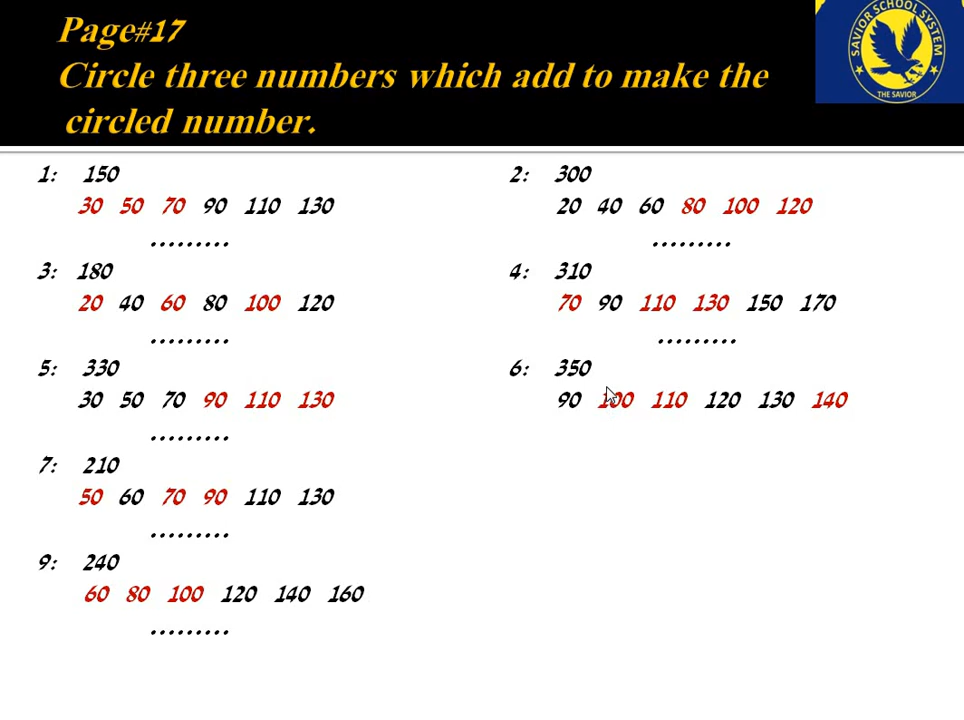 Page#17
Circle three numbers which add to make the
circled number.
SAVIOR SCHOOL SYSTEM
THE SAVIOR
1: 150
30 50 70 90 110 130
.........
2: 300
20 40 60 80 100 120
.........
3: 180
20 40 60 80 100 120
.........
4: 310
70 90 110 130 150 170
.........
5: 330
30 50 70 90 110 130
.........
6: 350
90 100 110 120 130 140
7: 210
50 60 70 90 110 130
.........
9: 240
60 80 100 120 140 160
.........